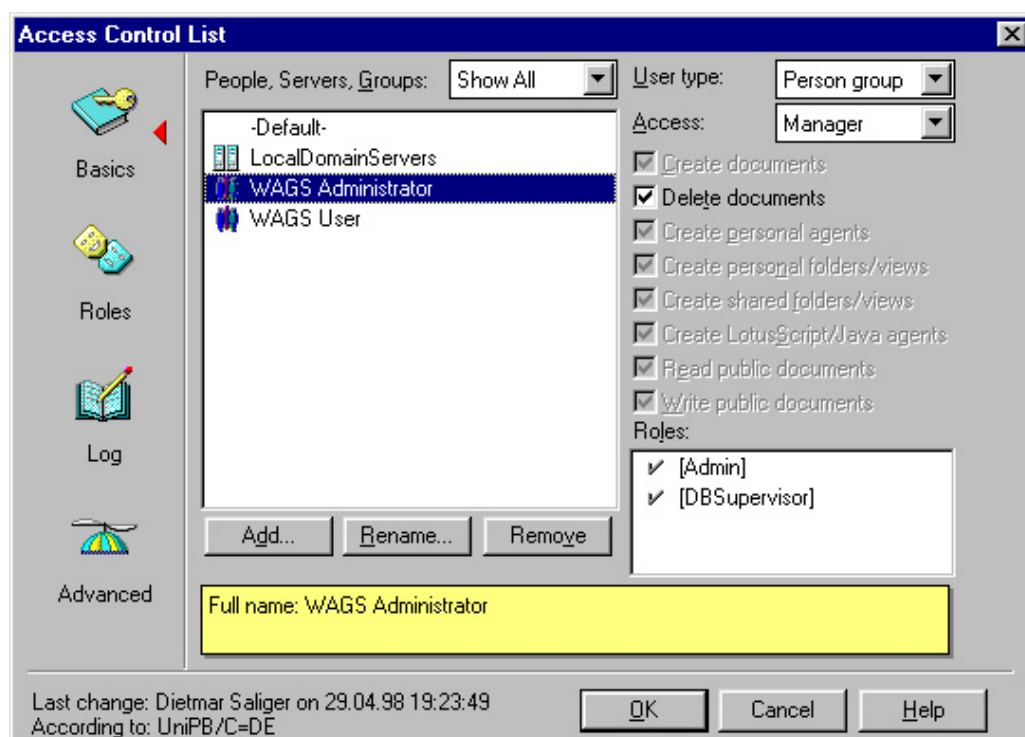 Access Control List
Basics
Roles
Log
Advanced
People, Servers, Groups: Show All
-Default-
LocalDomainServers
WAGS Administrator
WAGS User
Add... Rename... Remove
User type: Person group
Access: Manager
Create documents
Delete documents
Create personal agents
Create personal folders/views
Create shared folders/views
Create LotusScript/Java agents
Read public documents
Write public documents
Roles:
[Admin]
[DBSupervisor]
Full name: WAGS Administrator
Last change: Dietmar Saliger on 29.04.98 19:23:49
According to: UniPB/C=DE
OK Cancel Help